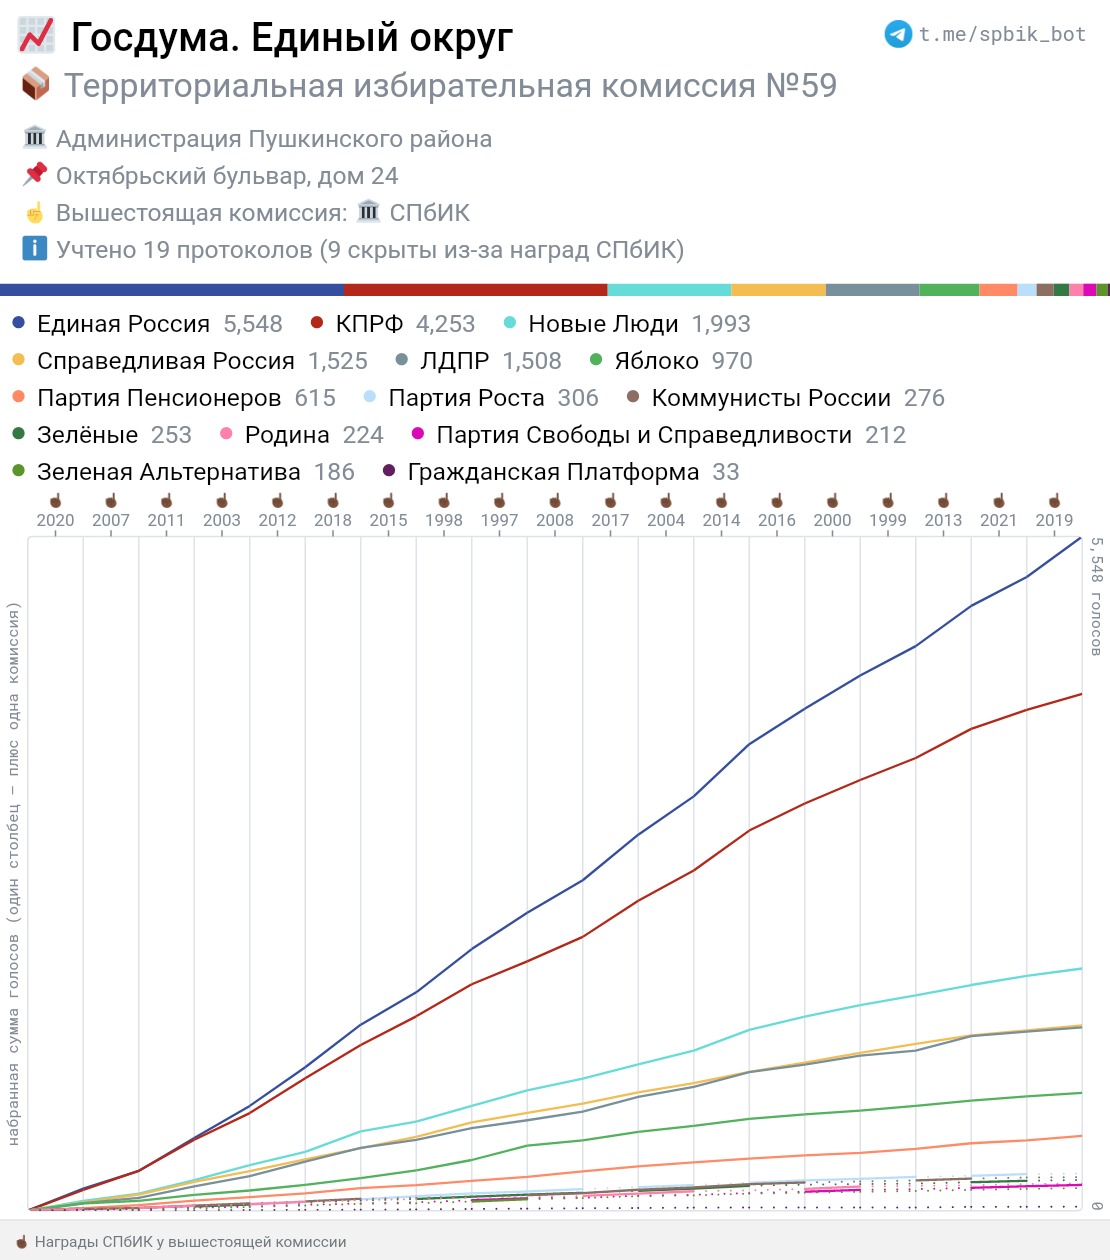 Госдума. Единый округ
t.me/spbik_bot
Территориальная избирательная комиссия №59
Администрация Пушкинского района
Октябрьский бульвар, дом 24
Вышестоящая комиссия: СПбИК
Учтено 19 протоколов (9 скрыты из-за наград СПбИК)
Единая Россия 5,548 КПРФ 4,253 Новые Люди 1,993
Справедливая Россия 1,525 ЛДПР 1,508 Яблоко 970
Партия Пенсионеров 615 Партия Роста 306 Коммунисты России 276
Зелёные 253 Родина 224 Партия Свободы и Справедливости 212
Зеленая Альтернатива 186 Гражданская Платформа 33
2020 2007 2011 2003 2012 2018 2015 1998 1997 2008 2017 2004 2014 2016 2000 1999 2013 2021 2019
5,548 голосов
набранная сумма голосов (один столбец — плюс одна комиссия)
0
Награды СПбИК у вышестоящей комиссии